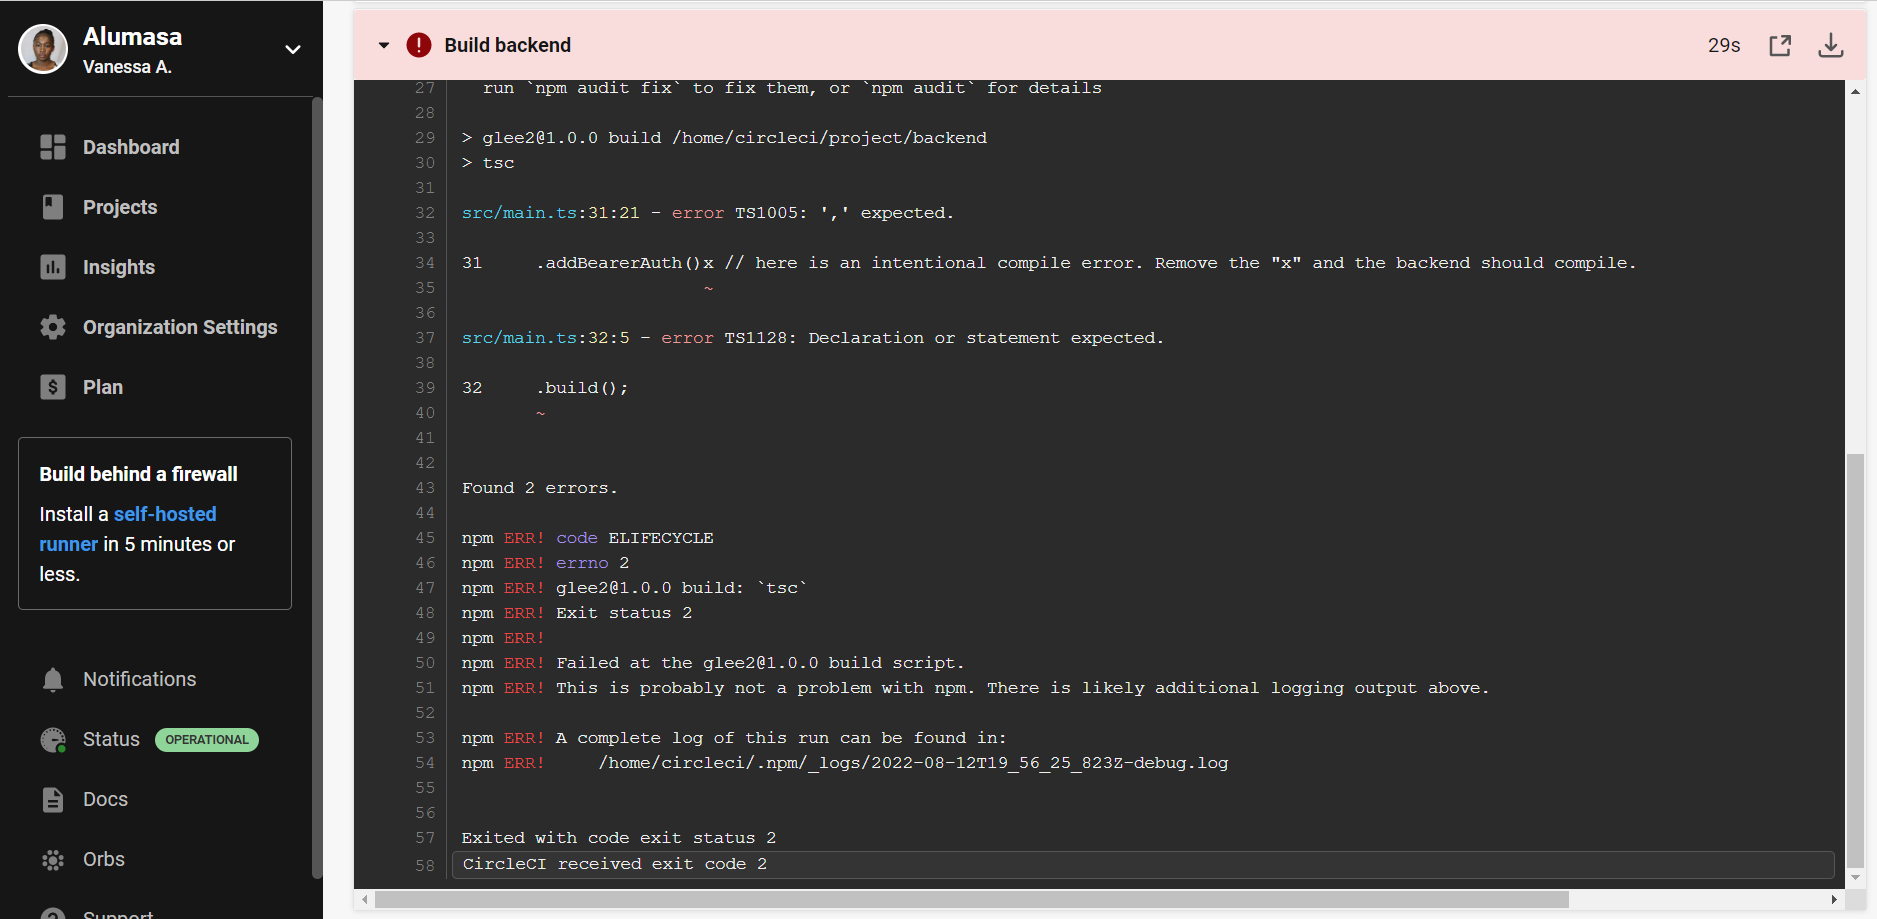 Alumasa
Vanessa A.
Dashboard
Projects
Insights
Organization Settings
Plan
Build behind a firewall
Install a self-hosted
runner in 5 minutes or
less.
Notifications
Status OPERATIONAL
Docs
Orbs
Support
Build backend 29s
27 run `npm audit fix` to fix them, or `npm audit` for details
28
29 > glee2@1.0.0 build /home/circleci/project/backend
30 > tsc
31
32 src/main.ts:31:21 - error TS1005: ',' expected.
33
34 31     .addBearerAuth()x // here is an intentional compile error. Remove the "x" and the backend should compile.
35 ~
36
37 src/main.ts:32:5 - error TS1128: Declaration or statement expected.
38
39 32     .build();
40 ~
41
42
43 Found 2 errors.
44
45 npm ERR! code ELIFECYCLE
46 npm ERR! errno 2
47 npm ERR! glee2@1.0.0 build: `tsc`
48 npm ERR! Exit status 2
49 npm ERR!
50 npm ERR! Failed at the glee2@1.0.0 build script.
51 npm ERR! This is probably not a problem with npm. There is likely additional logging output above.
52
53 npm ERR! A complete log of this run can be found in:
54 npm ERR!     /home/circleci/.npm/_logs/2022-08-12T19_56_25_823Z-debug.log
55
56
57 Exited with code exit status 2
58 CircleCI received exit code 2